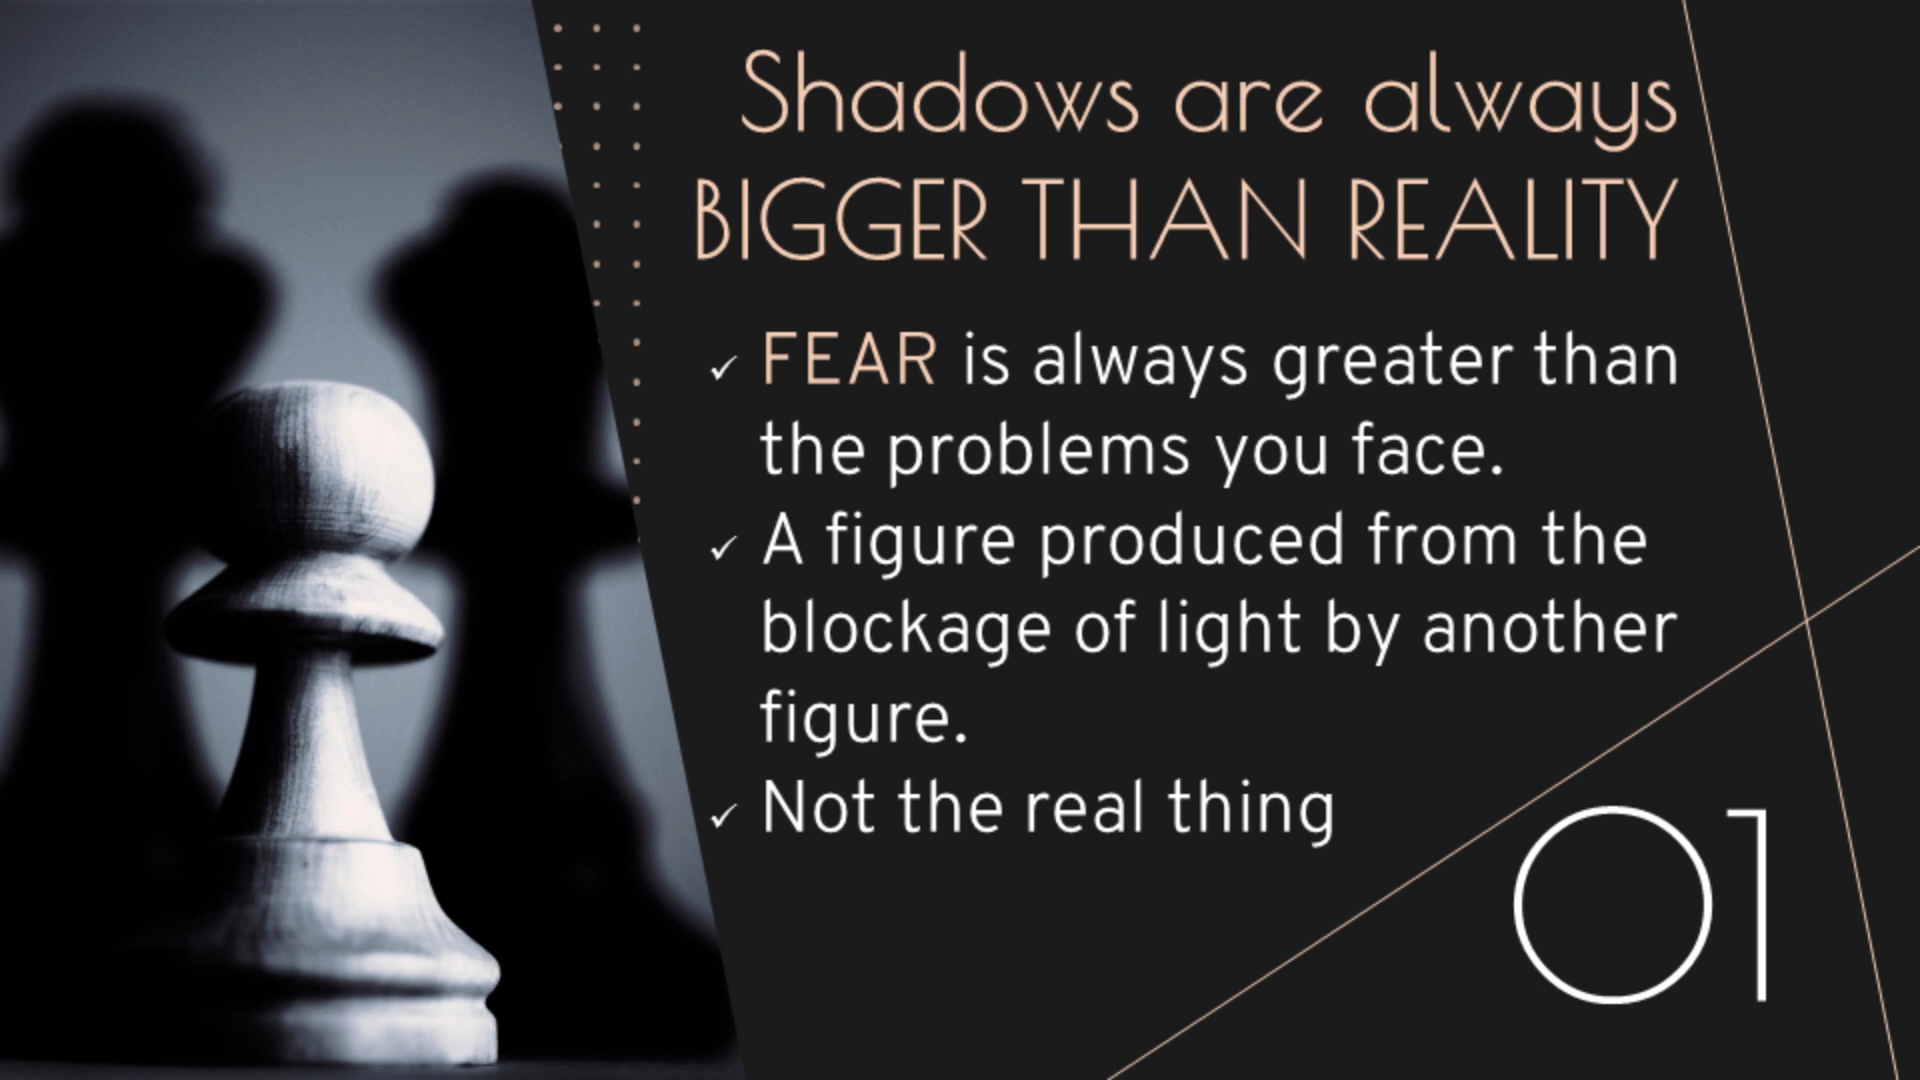 Shadows are always
BIGGER THAN REALITY
✓ FEAR is always greater than
the problems you face.
✓ A figure produced from the
blockage of light by another
figure.
✓ Not the real thing
01